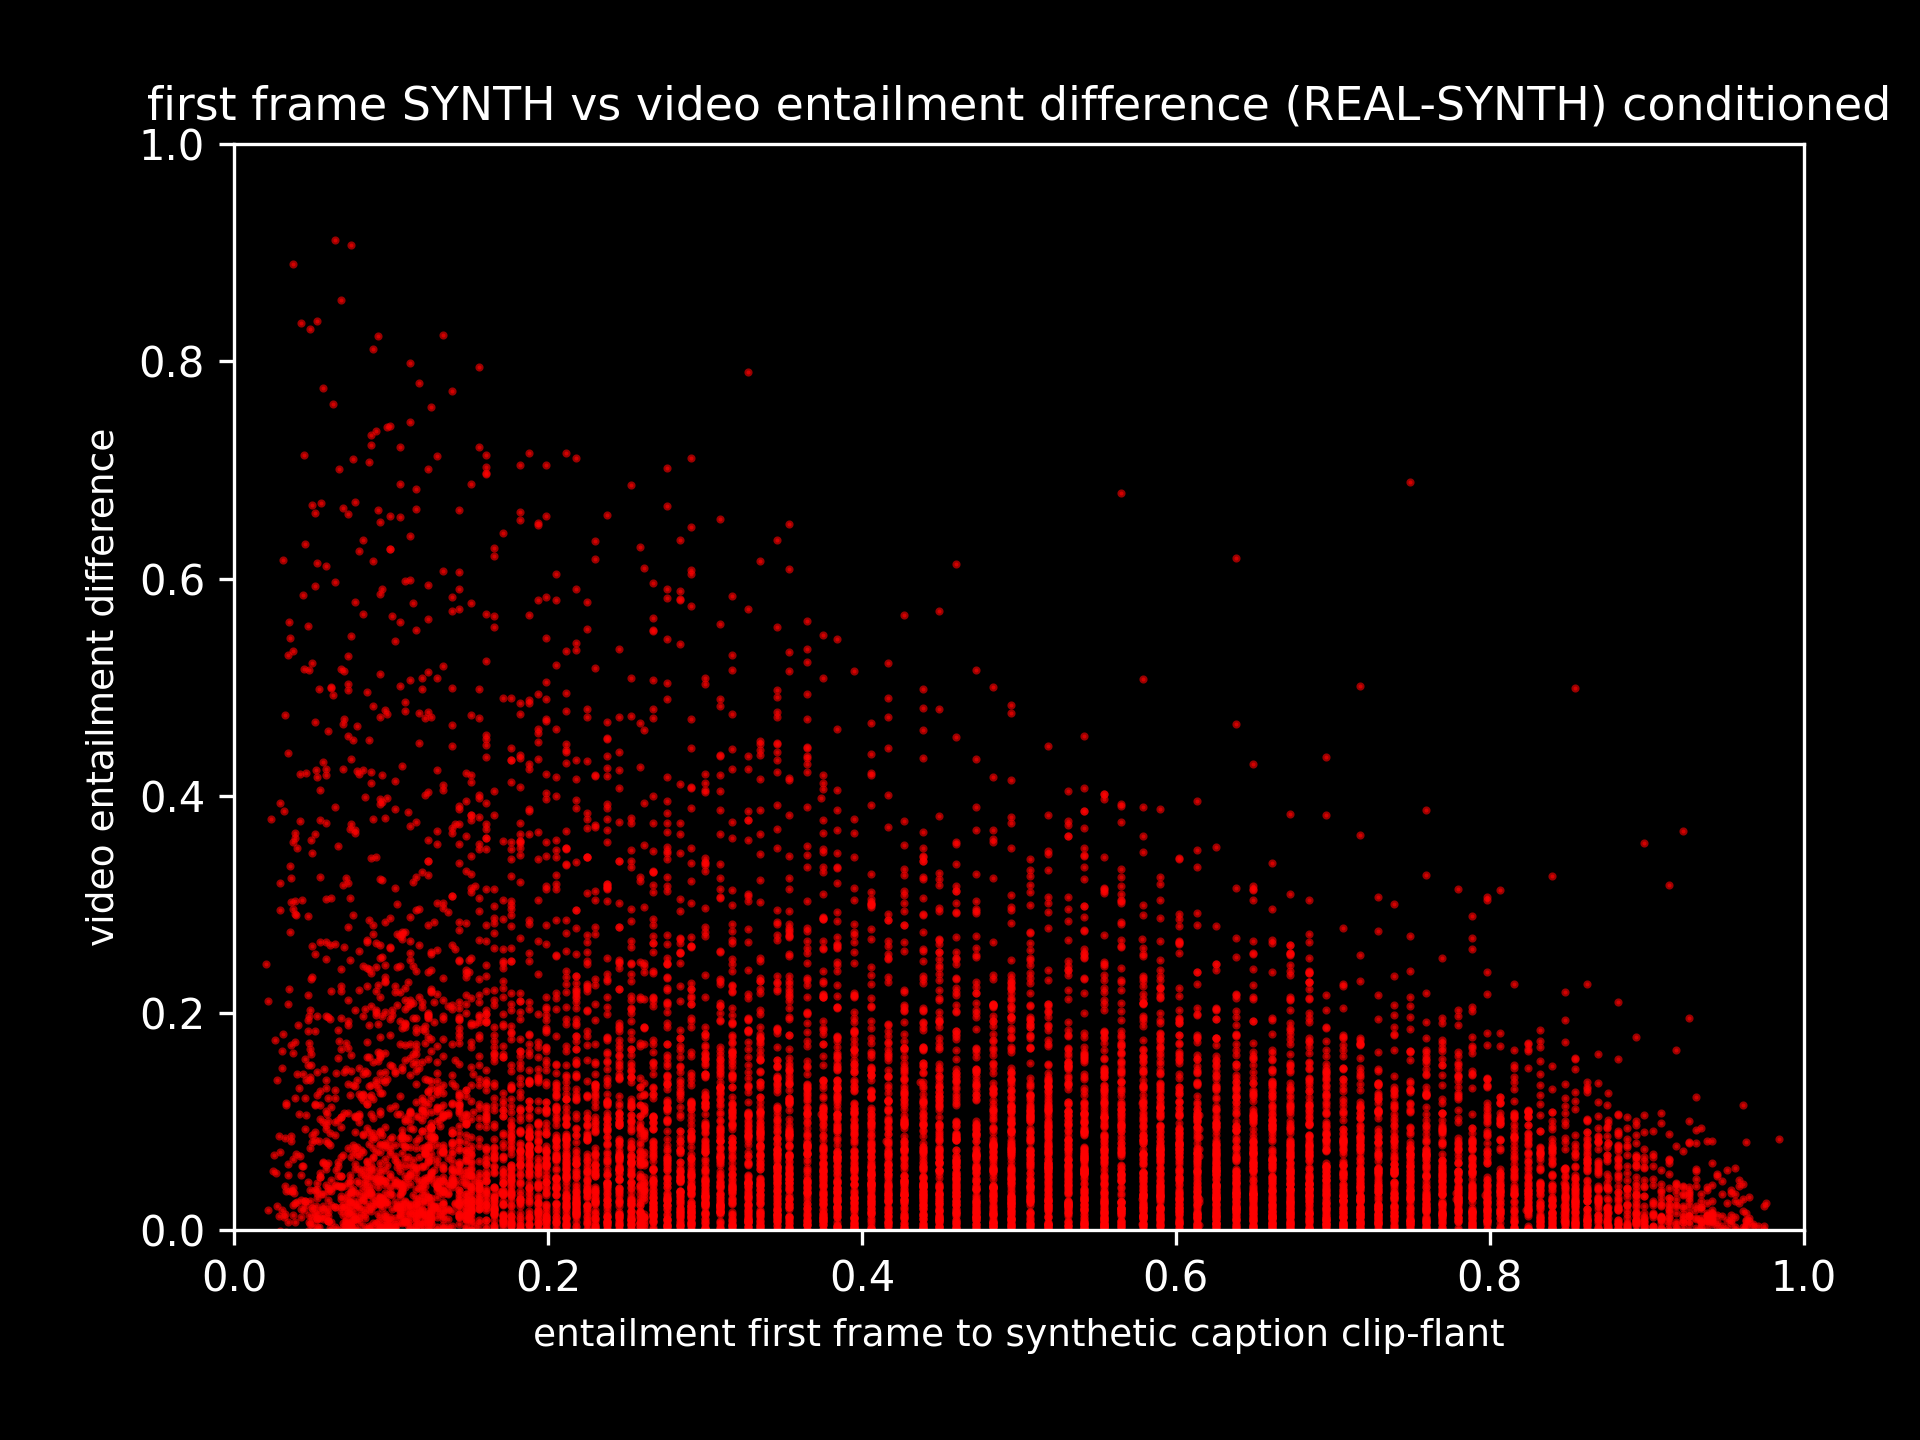 first frame SYNTH vs video entailment difference (REAL-SYNTH) conditioned
1.0
0.8
0.6
0.4
0.2
0.0
video entailment difference
0.0 0.2 0.4 0.6 0.8 1.0
entailment first frame to synthetic caption clip-flant